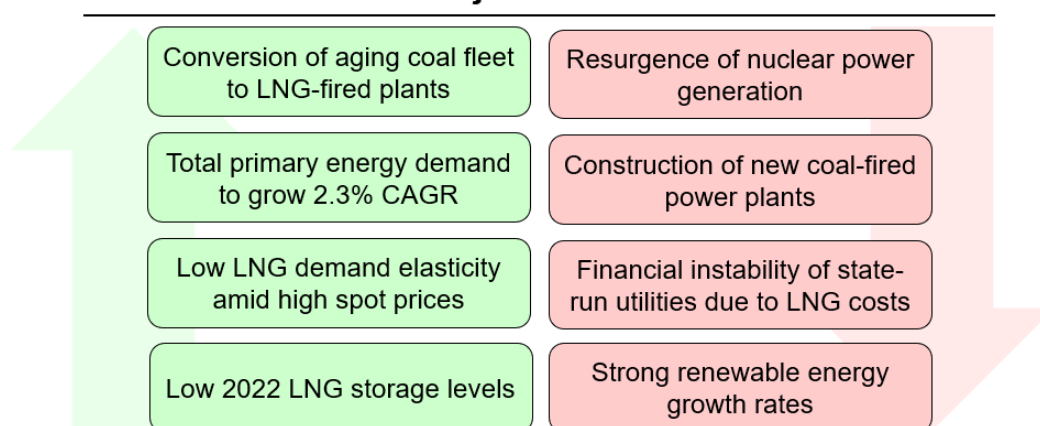 Conversion of aging coal fleet
to LNG-fired plants
Resurgence of nuclear power
generation
Total primary energy demand
to grow 2.3% CAGR
Construction of new coal-fired
power plants
Low LNG demand elasticity
amid high spot prices
Financial instability of state-
run utilities due to LNG costs
Low 2022 LNG storage levels
Strong renewable energy
growth rates